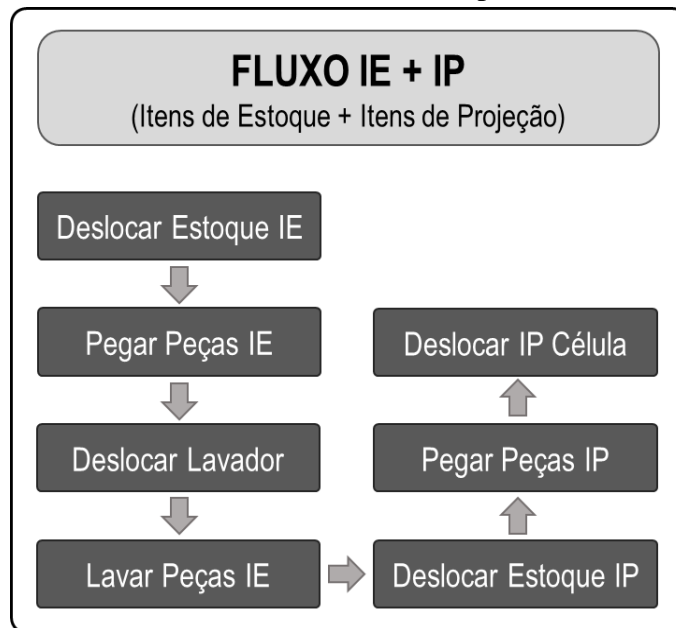 FLUXO IE + IP
(Itens de Estoque + Itens de Projeção)
Deslocar Estoque IE
Pegar Peças IE
Deslocar Lavador
Lavar Peças IE
Deslocar Estoque IP
Pegar Peças IP
Deslocar IP Célula